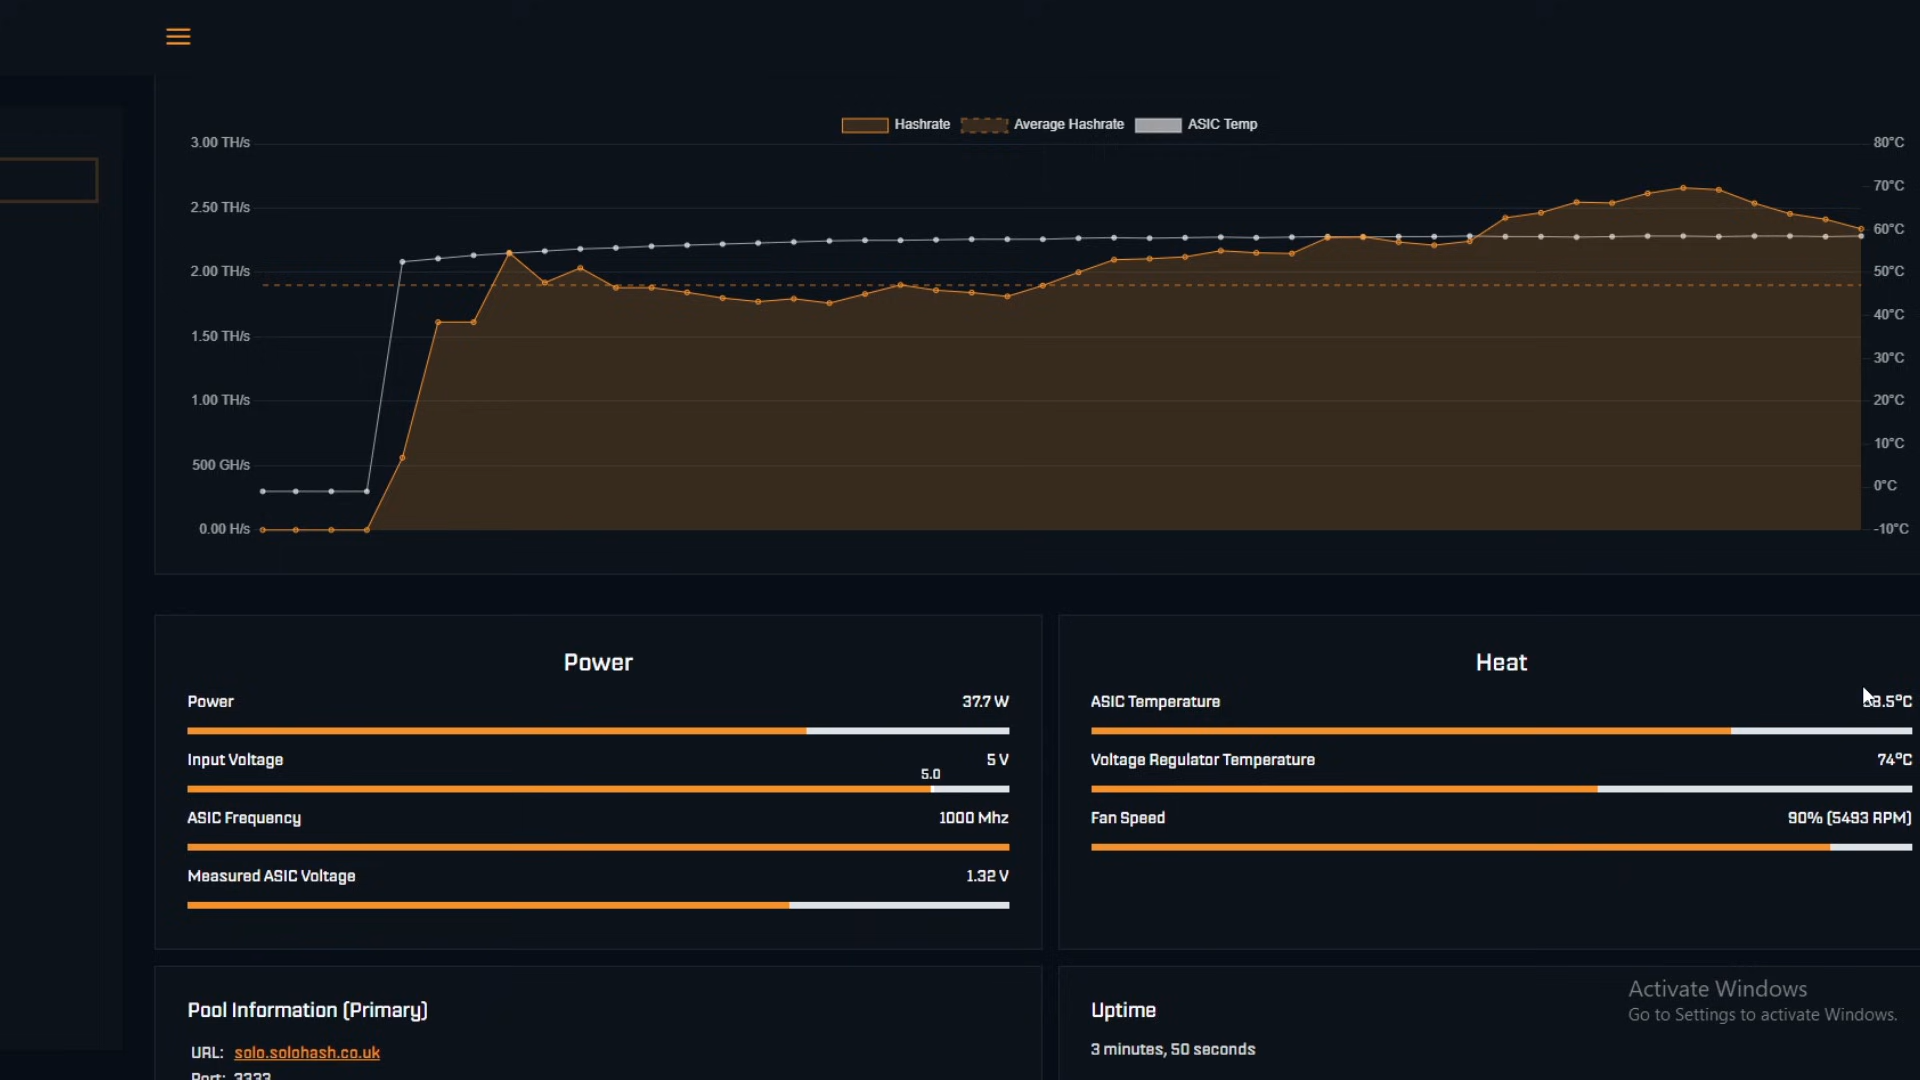 Hashrate Average Hashrate ASIC Temp
3.00 TH/s 80°C
70°C
2.50 TH/s
60°C
2.00 TH/s 50°C
40°C
1.50 TH/s
30°C
1.00 TH/s 20°C
10°C
500 GH/s
0°C
0.00 H/s -10°C
Power
Power 37.7 W
Input Voltage 5 V
5.0
ASIC Frequency 1000 Mhz
Measured ASIC Voltage 1.32 V
Heat
ASIC Temperature 58.5°C
Voltage Regulator Temperature 74°C
Fan Speed 90% (5493 RPM)
Pool Information (Primary)
URL: solo.solohash.co.uk
Port: 3333
Uptime
3 minutes, 50 seconds
Activate Windows
Go to Settings to activate Windows.